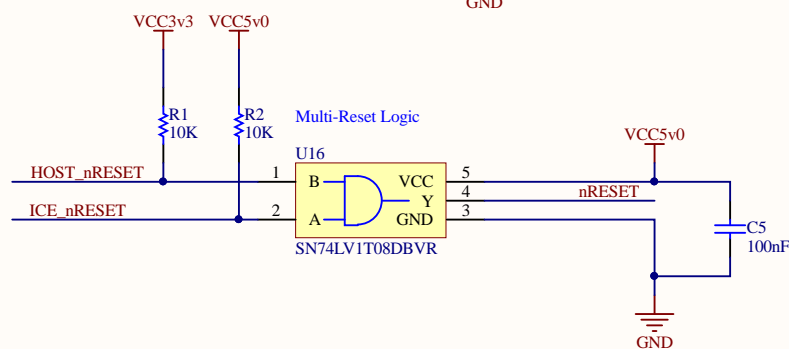 GND
VCC3v3 VCC5v0
R1
10K
R2
10K
Multi-Reset Logic
U16
VCC5v0
HOST_nRESET
1
B
VCC
5
Y
4
nRESET
ICE_nRESET
2
A
GND
3
SN74LV1T08DBVR
C5
100nF
GND